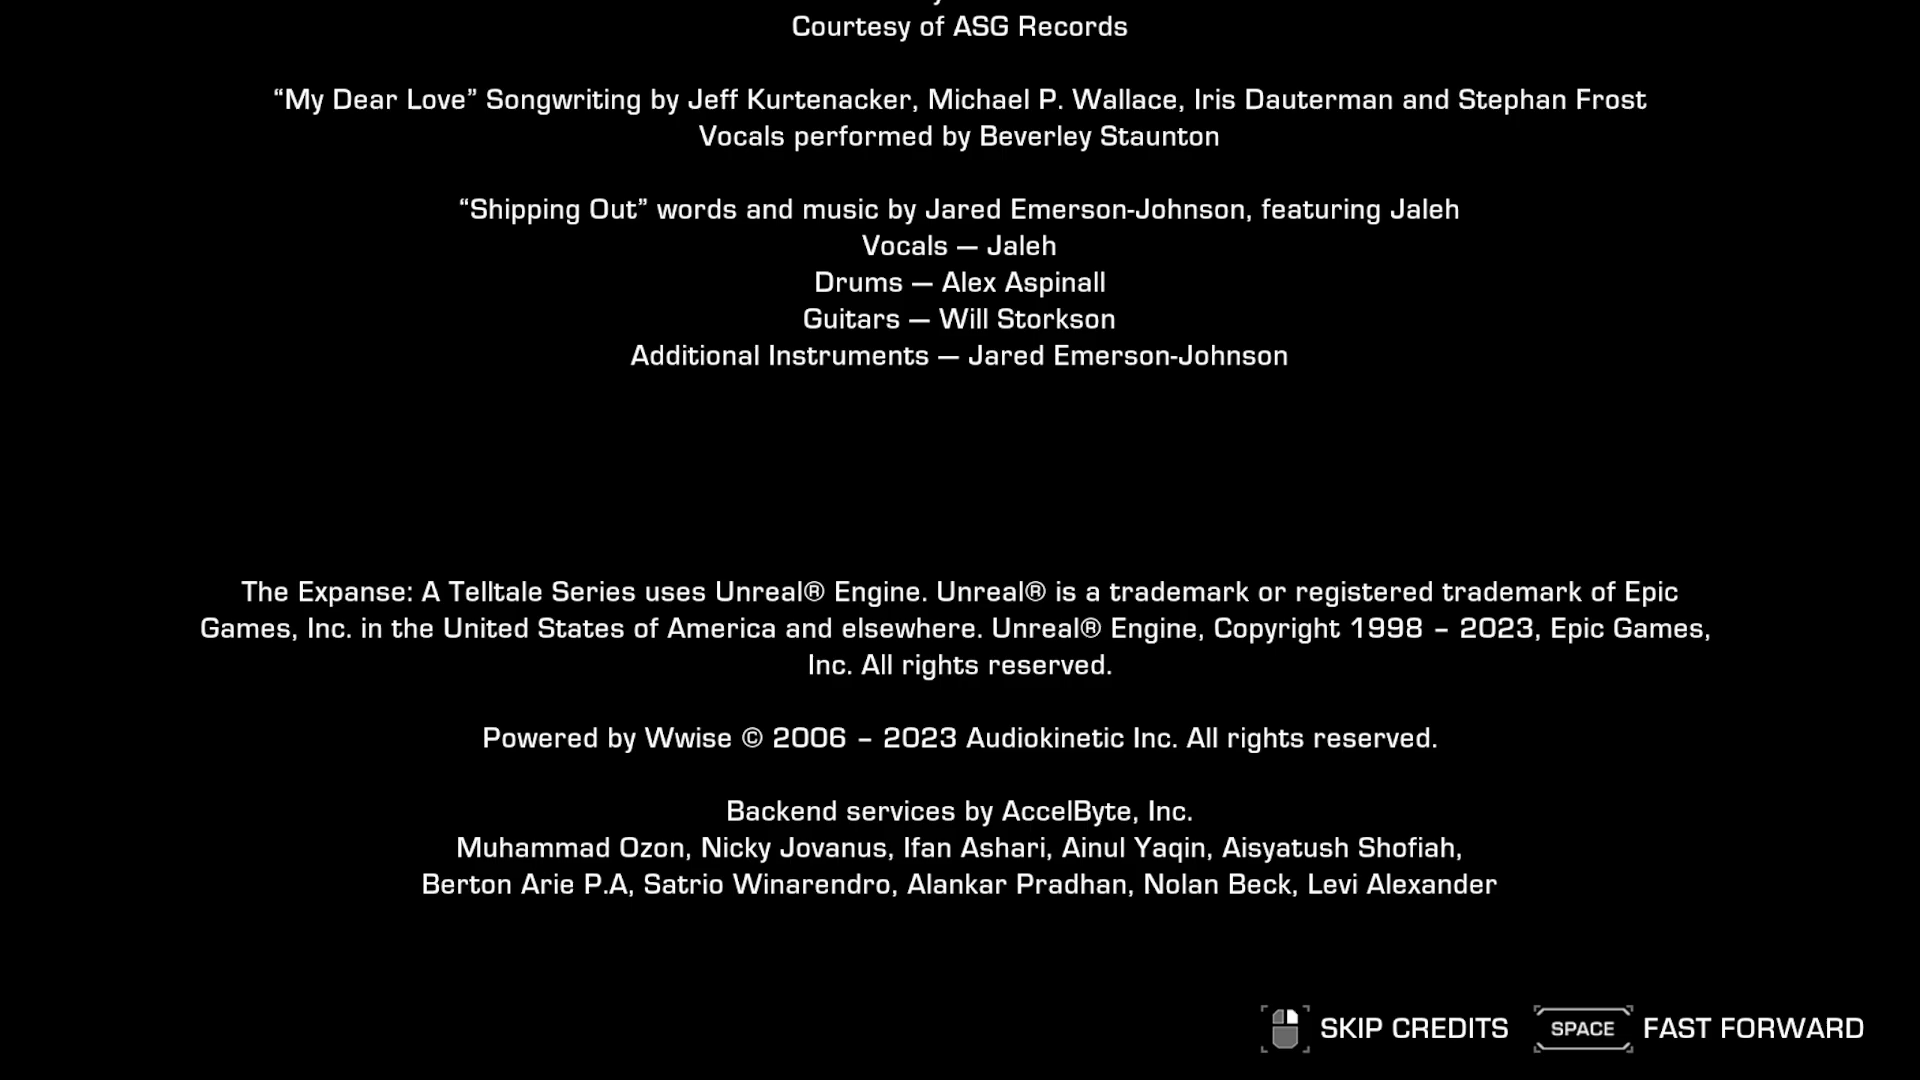 Courtesy of ASG Records
“My Dear Love” Songwriting by Jeff Kurtenacker, Michael P. Wallace, Iris Dauterman and Stephan Frost
Vocals performed by Beverley Staunton
“Shipping Out” words and music by Jared Emerson-Johnson, featuring Jaleh
Vocals — Jaleh
Drums — Alex Aspinall
Guitars — Will Storkson
Additional Instruments — Jared Emerson-Johnson
The Expanse: A Telltale Series uses Unreal® Engine. Unreal® is a trademark or registered trademark of Epic
Games, Inc. in the United States of America and elsewhere. Unreal® Engine, Copyright 1998 – 2023, Epic Games,
Inc. All rights reserved.
Powered by Wwise © 2006 – 2023 Audiokinetic Inc. All rights reserved.
Backend services by AccelByte, Inc.
Muhammad Ozon, Nicky Jovanus, Ifan Ashari, Ainul Yaqin, Aisyatush Shofiah,
Berton Arie P.A, Satrio Winarendro, Alankar Pradhan, Nolan Beck, Levi Alexander
SKIP CREDITS SPACE FAST FORWARD